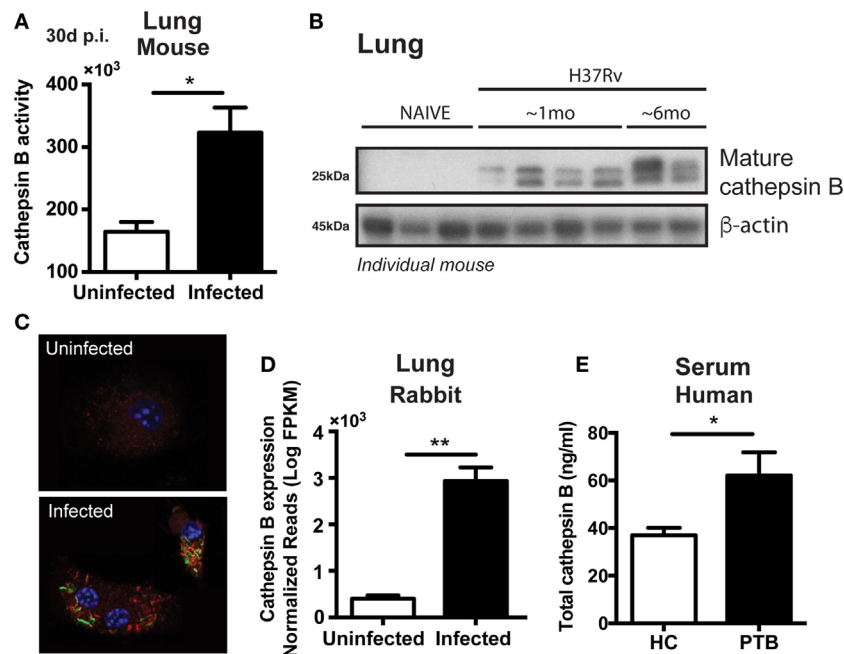 A
30d p.i.
Lung
Mouse
×10³
400
300
200
100
Cathepsin B activity
*
Uninfected
Infected
B
Lung
H37Rv
NAIVE
~1mo
~6mo
25kDa
Mature
cathepsin B
45kDa
β-actin
Individual mouse
C
Uninfected
Infected
D
Lung
Rabbit
×10³
4
3
2
1
0
Cathepsin B expression
Normalized Reads (Log FPKM)
**
Uninfected
Infected
E
Serum
Human
80
60
40
20
0
Total cathepsin B (ng/ml)
*
HC
PTB